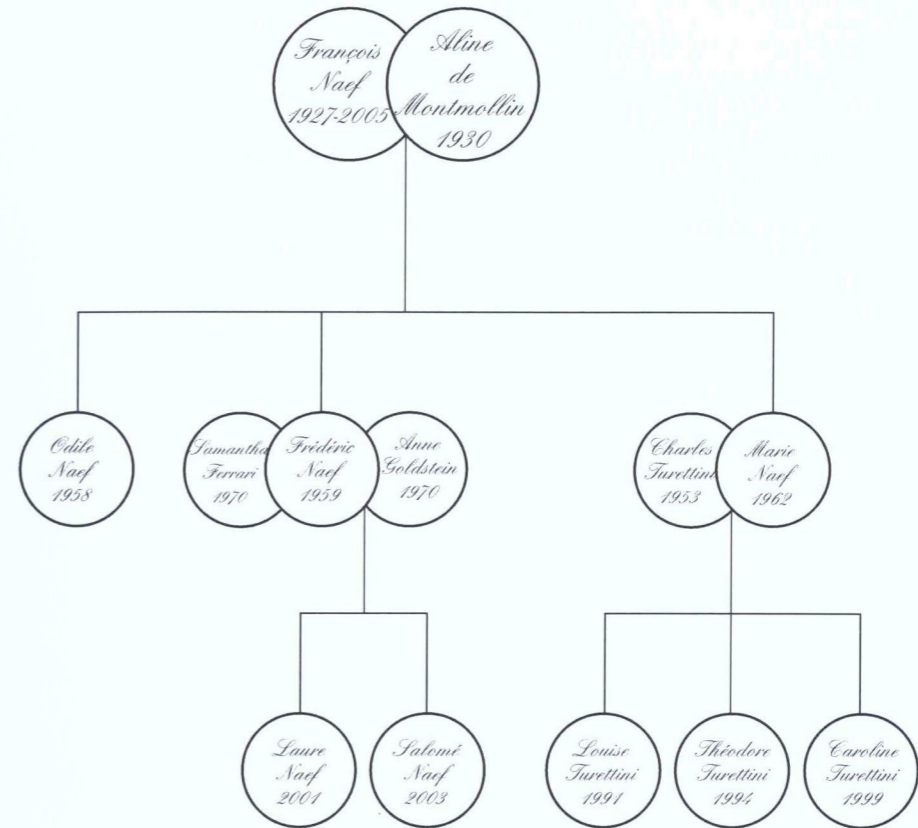 François
Naef
1927-2005
Aline
de
Montmollin
1930
Odile
Naef
1958
Samantha
Ferrari
1970
Frédéric
Naef
1959
Anne
Goldstein
1970
Charles
Turettini
1953
Marie
Naef
1962
Laure
Naef
2001
Salomé
Naef
2003
Louise
Turettini
1991
Théodore
Turettini
1994
Caroline
Turettini
1999